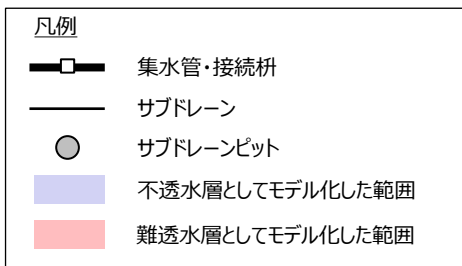 凡例
集水管・接続枡
サブドレーン
サブドレーンピット
不透水層としてモデル化した範囲
難透水層としてモデル化した範囲